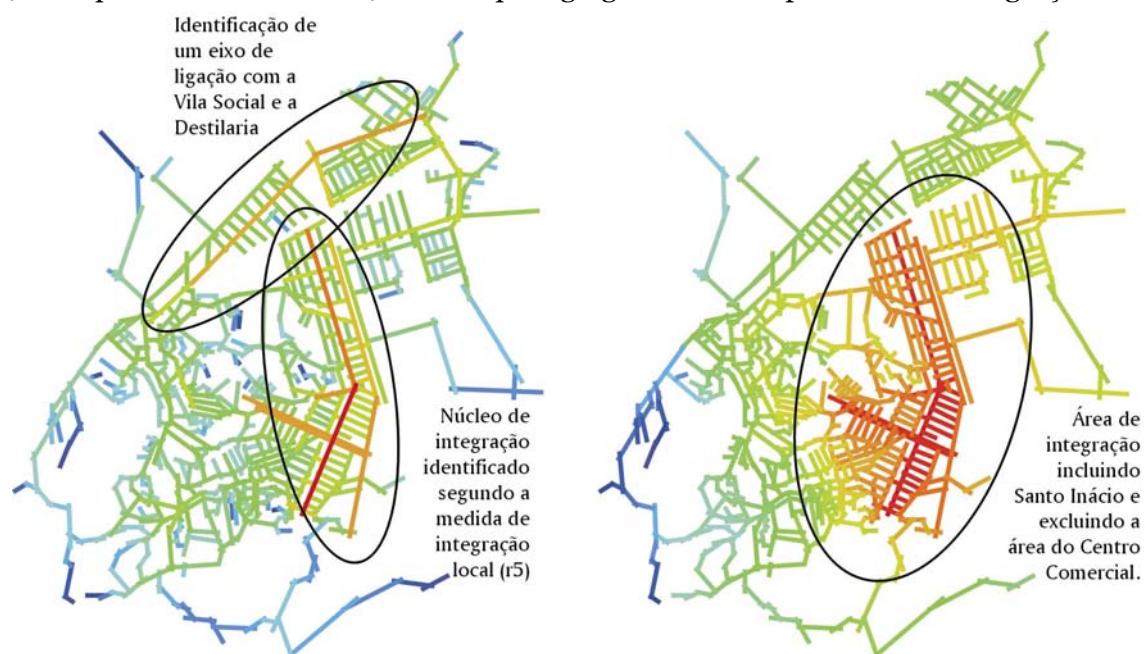 Identificação de
um eixo de
ligação com a
Vila Social e a
Destilaria
Núcleo de
integração
identificado
segundo a
medida de
integração
local (r5)
Área de
integração
incluindo
Santo Inácio e
excluindo a
área do Centro
Comercial.